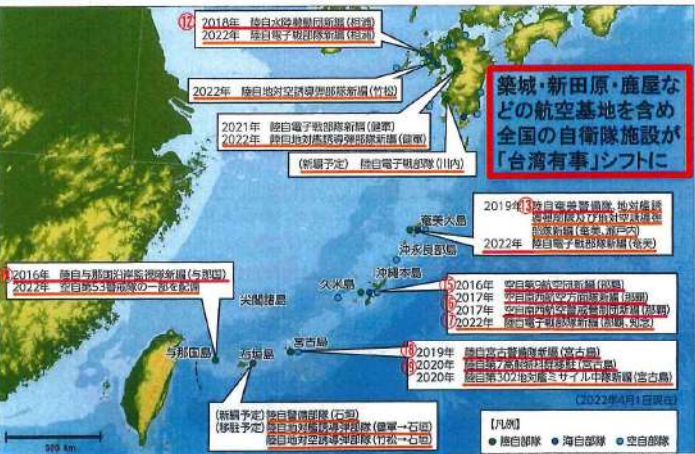 ⑫ 2018年 陸自水陸機動団新編(相浦)
2022年 陸自電子戦部隊新編(相浦)
2022年 陸自地対空誘導弾部隊新編(竹松)
2021年 陸自電子戦部隊新編(健軍)
2022年 陸自地対艦誘導弾部隊新編(健軍)
(新編予定) 陸自電子戦部隊(川内)
築城・新田原・鹿屋な
どの航空基地を含め
全国の自衛隊施設が
「台湾有事」シフトに
2019年 ⑬ 陸自奄美警備隊、地対艦誘
導弾部隊及び地対空誘導弾
部隊新編(奄美、瀬戸内)
2022年 陸自電子戦部隊新編(奄美)
奄美大島
沖永良部島
2016年 陸自与那国沿岸監視隊新編(与那国)
2022年 空自第53警戒隊の一部を配備
尖閣諸島
久米島
沖縄本島
⑮ 2016年 空自第9航空団新編(那覇)
⑯ 2017年 空自南西航空方面隊新編(那覇)
2017年 空自南西航空警戒管制団新編(那覇)
⑰ 2022年 陸自電子戦部隊新編(那覇、知念)
与那国島
石垣島
宮古島
⑱ 2019年 陸自宮古警備隊新編(宮古島)
⑲ 2020年 陸自第7高射特科群移駐(宮古島)
2020年 陸自第302地対艦ミサイル中隊新編(宮古島)
(2022年4月1日現在)
(新編予定) 陸自警備部隊(石垣)
(移駐予定) 陸自地対艦誘導弾部隊(健軍→石垣)
陸自地対空誘導弾部隊(竹松→石垣)
【凡例】
● 陸自部隊 ● 海自部隊 ● 空自部隊
300 km